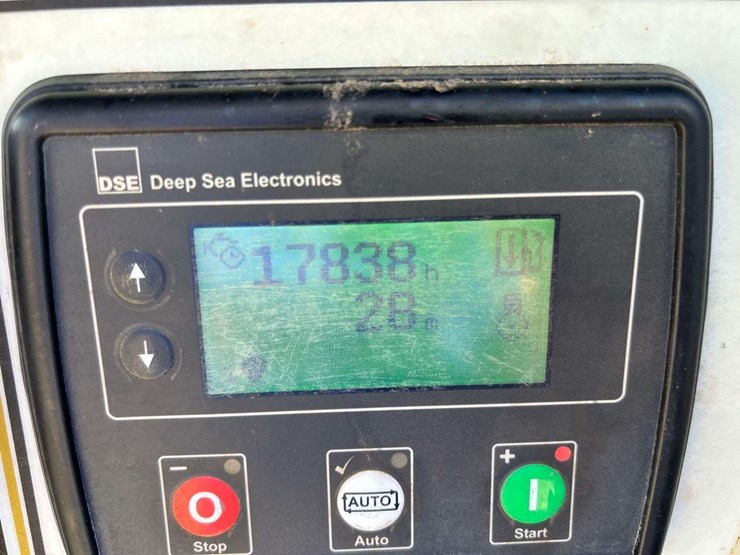 DSE Deep Sea Electronics
17838 h
28 m
Stop
AUTO
Auto
Start